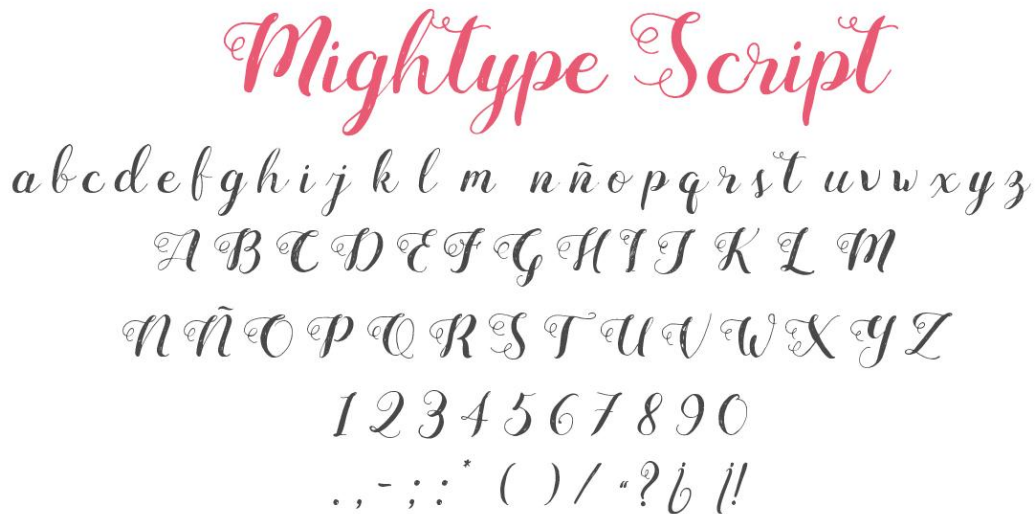 Mightype Script
a b c d e f g h i j k l m n ñ o p q r s t u v w x y z
A B C D E F G H I J K L M
N Ñ O P Q R S T U V W X Y Z
1 2 3 4 5 6 7 8 9 0
. , - ; : * ( ) / “ ? ¿ ¡ !